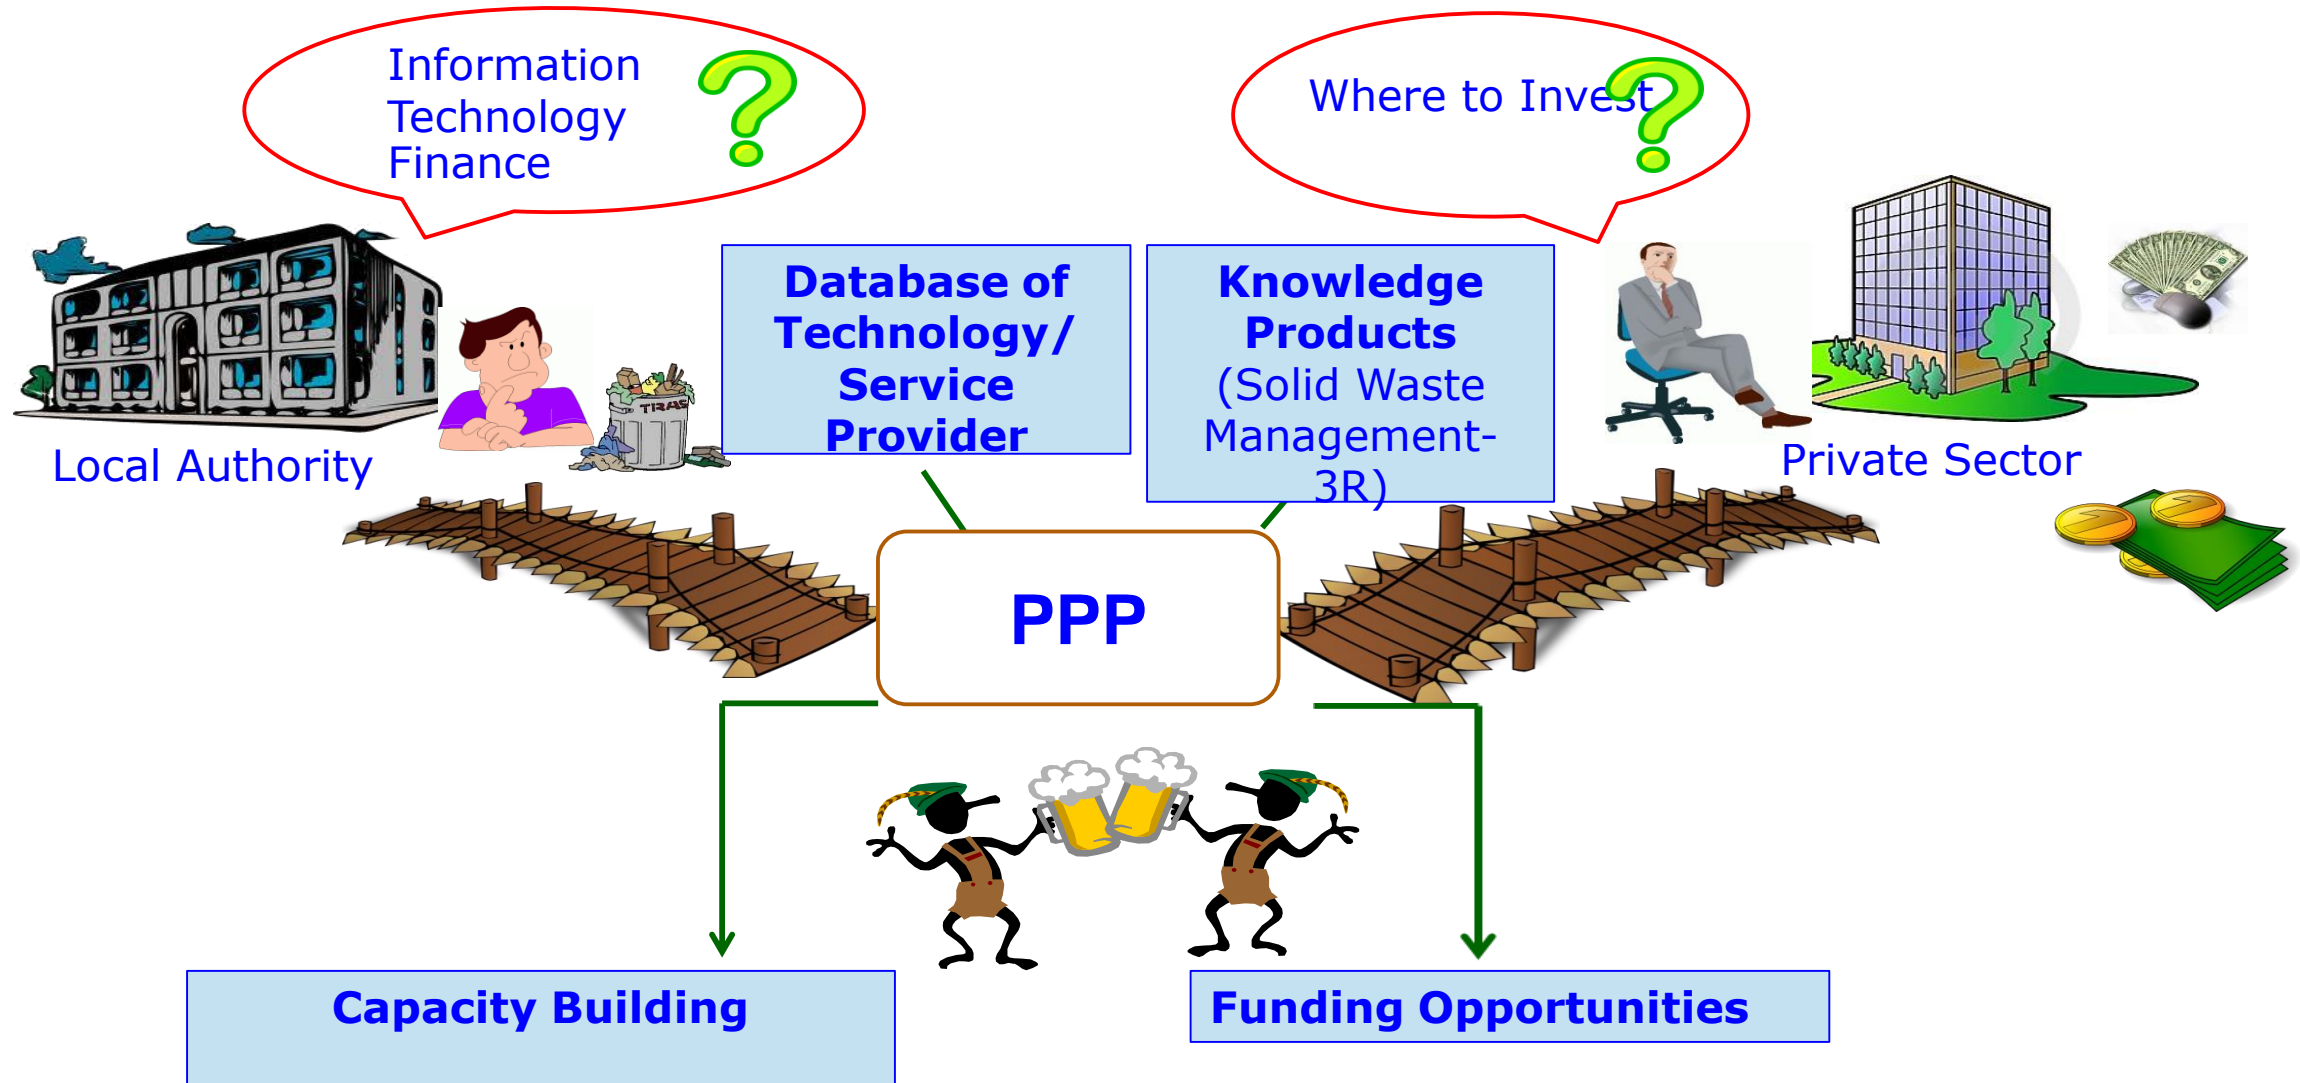 Information
Technology
Finance
Where to Invest
Database of
Technology/
Service
Provider
Knowledge
Products
(Solid Waste
Management-
3R)
TRAS
Local Authority
Private Sector
PPP
Capacity Building
Funding Opportunities